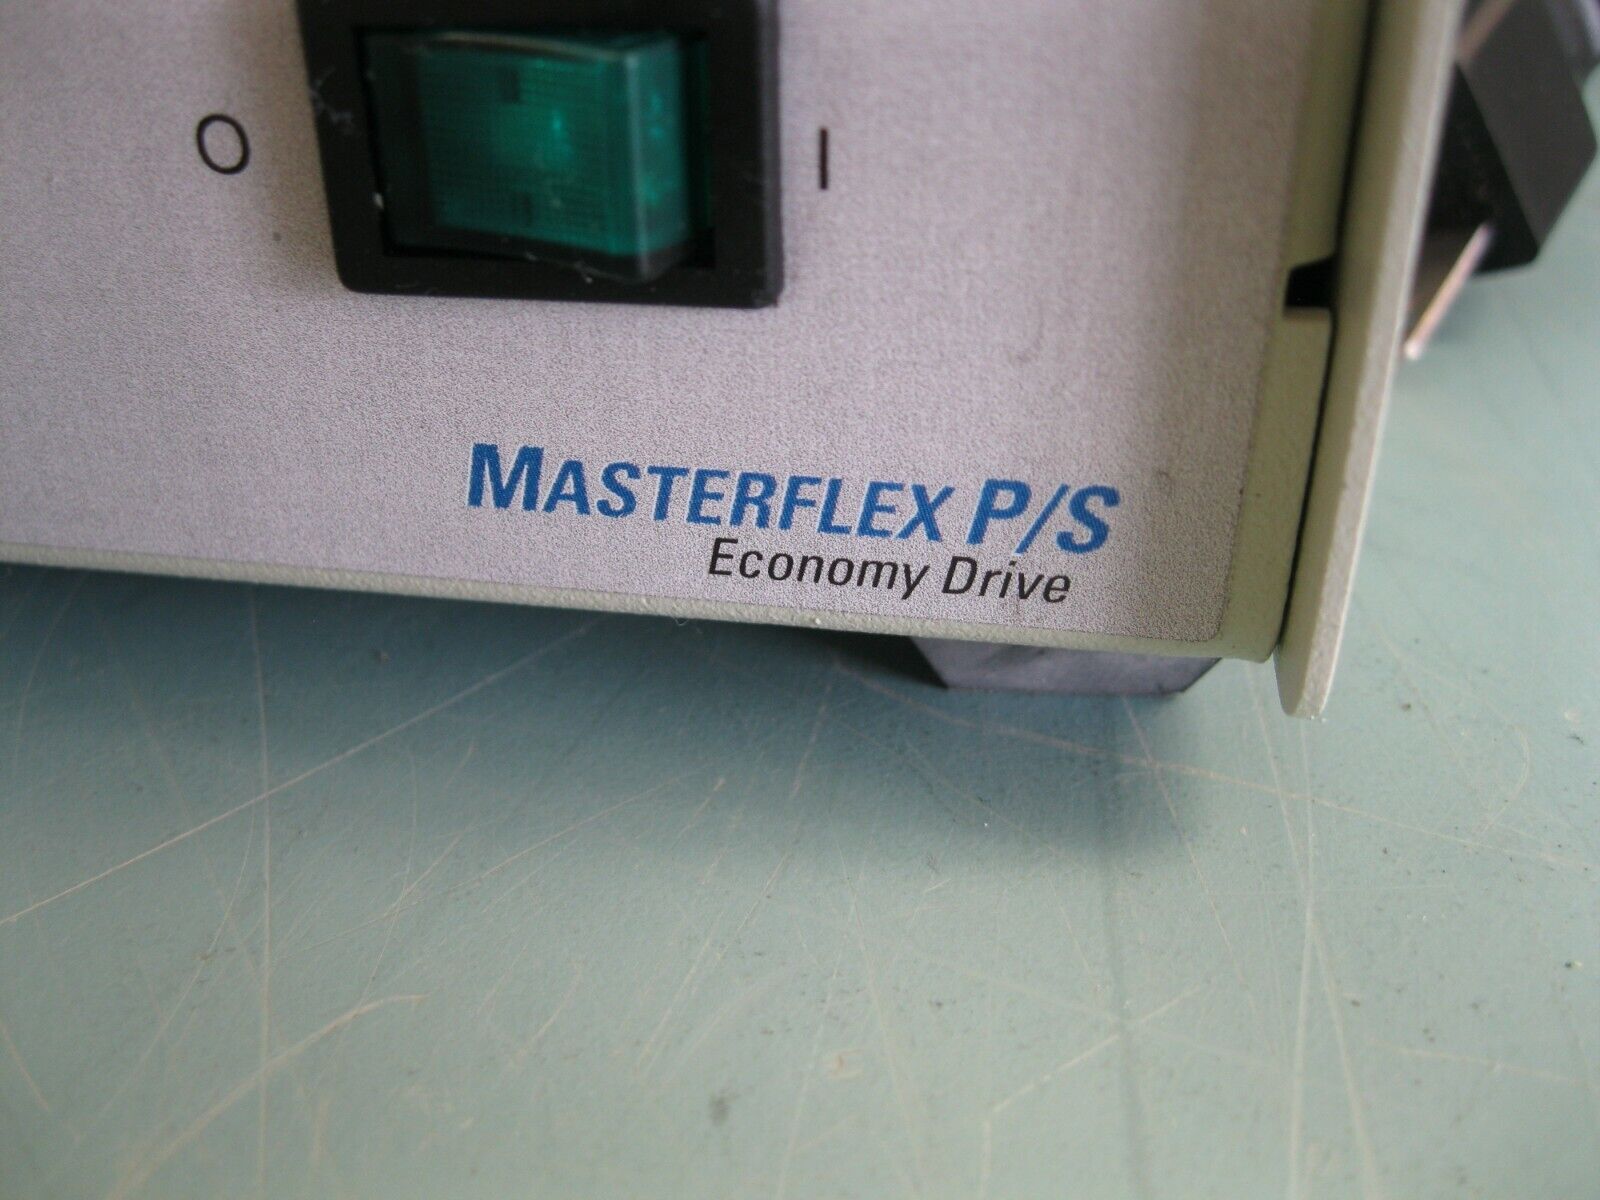 O I
MASTERFLEX P/S
Economy Drive